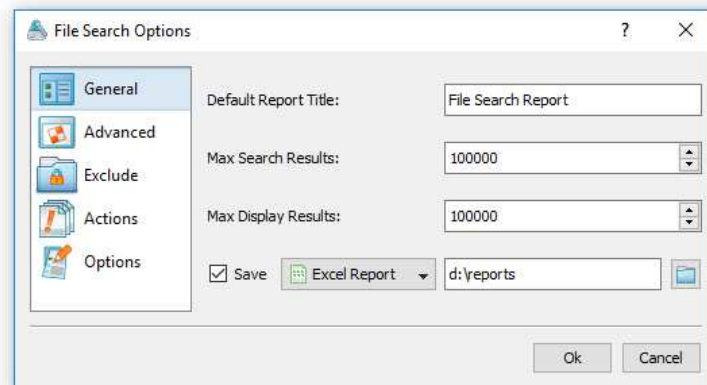 File Search Options
General
Advanced
Exclude
Actions
Options
Default Report Title: File Search Report
Max Search Results: 100000
Max Display Results: 100000
Save Excel Report d:\reports
Ok Cancel